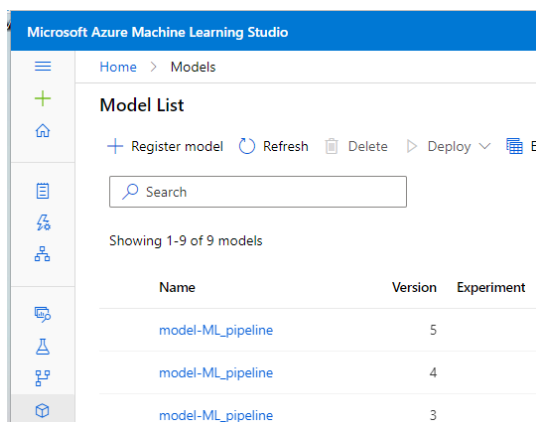 Microsoft Azure Machine Learning Studio
Home > Models
Model List
+ Register model Refresh Delete Deploy
Search
Showing 1-9 of 9 models
Name Version Experiment
model-ML_pipeline 5
model-ML_pipeline 4
model-ML_pipeline 3